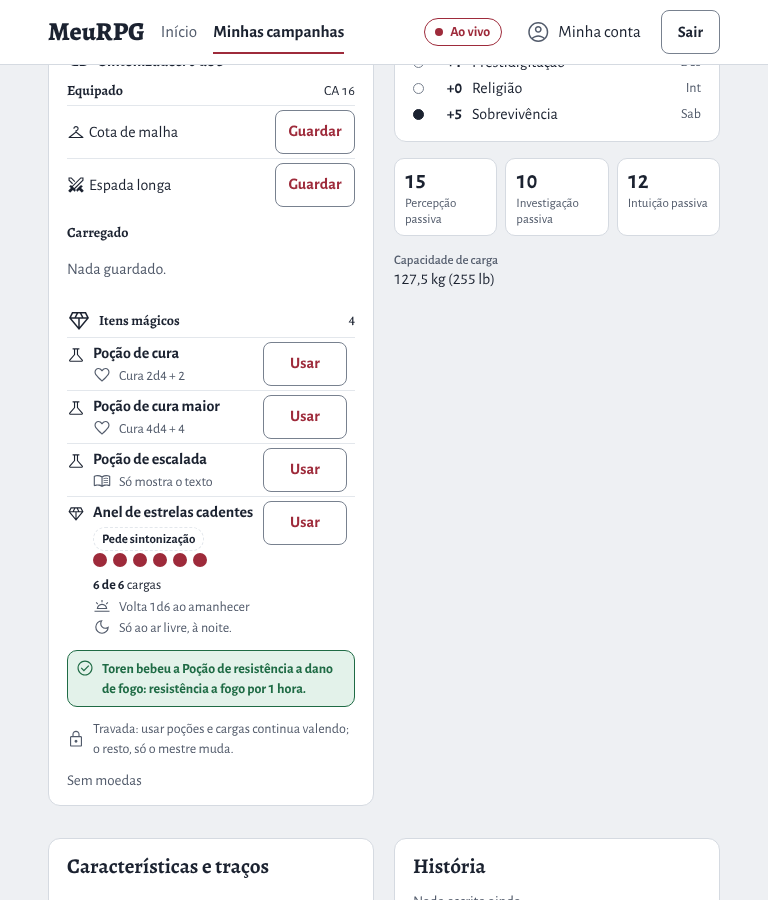 MeuRPG
Início
Minhas campanhas
Ao vivo
Minha conta
Sair
Equipado
CA 16
Cota de malha
Guardar
Espada longa
Guardar
Carregado
Nada guardado.
Itens mágicos
4
Poção de cura
Cura 2d4 + 2
Usar
Poção de cura maior
Cura 4d4 + 4
Usar
Poção de escalada
Só mostra o texto
Usar
Anel de estrelas cadentes
Usar
Pede sintonização
6 de 6 cargas
Volta 1d6 ao amanhecer
Só ao ar livre, à noite.
Toren bebeu a Poção de resistência a dano
de fogo: resistência a fogo por 1 hora.
Travada: usar poções e cargas continua valendo;
o resto, só o mestre muda.
Sem moedas
Prestidigitação
+0 Religião Int
+5 Sobrevivência Sab
15
Percepção
passiva
10
Investigação
passiva
12
Intuição passiva
Capacidade de carga
127,5 kg (255 lb)
Características e traços
História